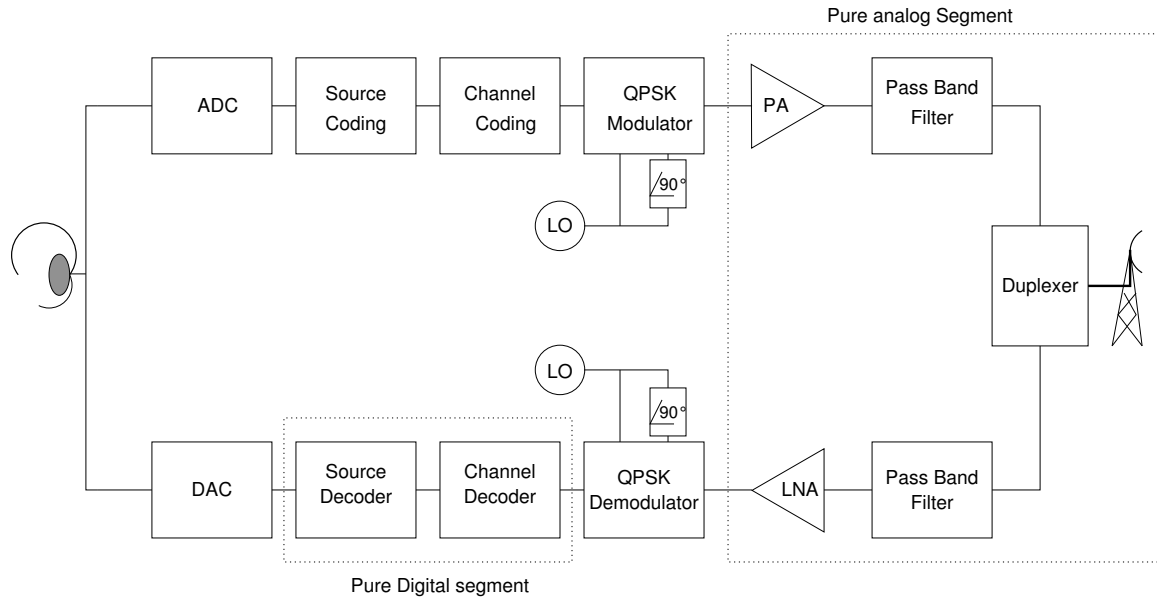 Pure analog Segment
ADC
Source
Coding
Channel
Coding
QPSK
Modulator
PA
Pass Band
Filter
90°
LO
Duplexer
LO
90°
DAC
Source
Decoder
Channel
Decoder
QPSK
Demodulator
LNA
Pass Band
Filter
Pure Digital segment